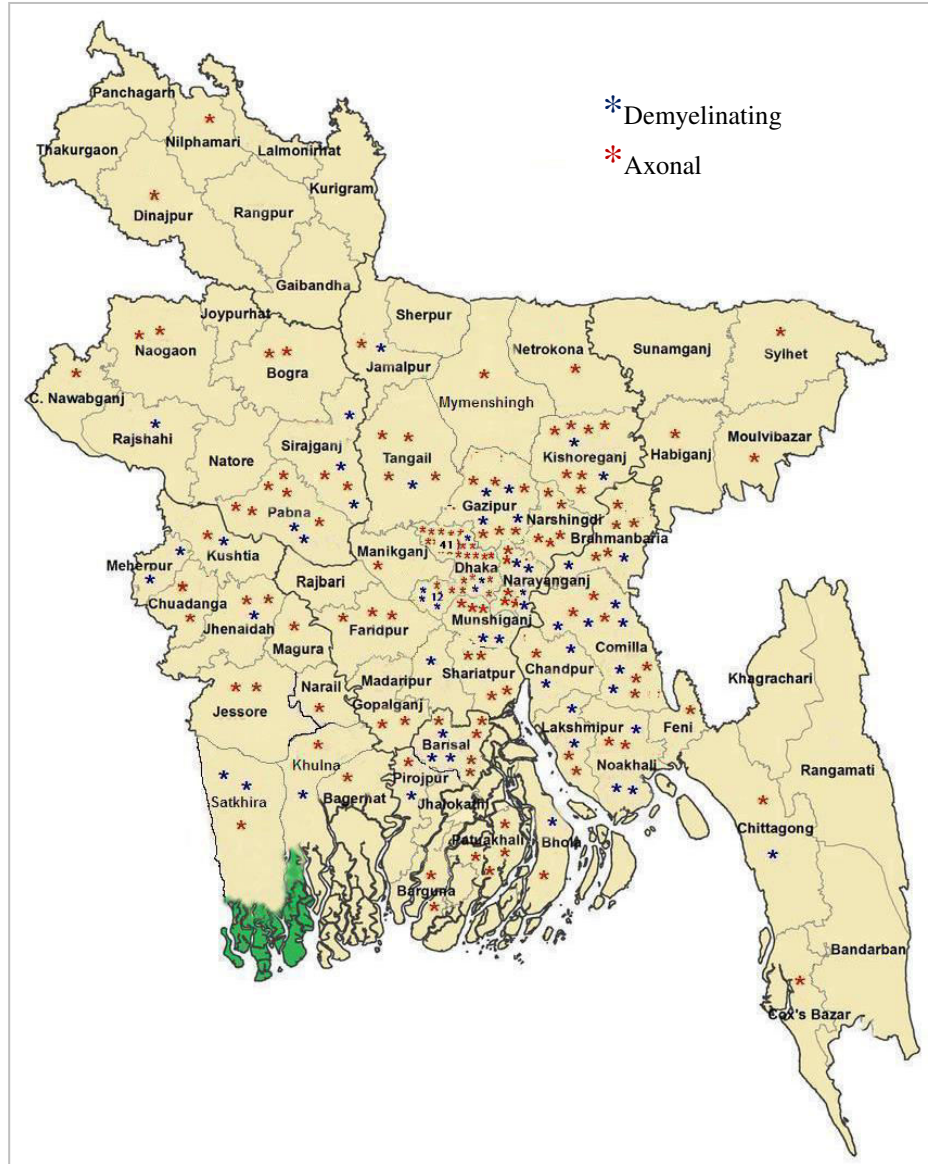 *Demyelinating
*Axonal
Panchagarh
Thakurgaon
Nilphamari
Lalmonirhat
Kurigram
Dinajpur
Rangpur
Gaibandha
Joypurhat
Sherpur
Naogaon
Bogra
Jamalpur
Netrokona
Sunamganj
Sylhet
C. Nawabganj
Mymenshingh
Rajshahi
Natore
Sirajganj
Tangail
Kishoreganj
Habiganj
Moulvibazar
Pabna
Gazipur
Narshingdi
Brahmanbaria
Kushtia
Manikganj
41
Meherpur
Rajbari
Dhaka
Narayanganj
12
Chuadanga
Jhenaidah
Magura
Faridpur
Munshiganj
Comilla
Chandpur
Khagrachari
Madaripur
Shariatpur
Narail
Gopalganj
Jessore
Lakshmipur
Feni
Barisal
Noakhali
Khulna
Pirojpur
Rangamati
Satkhira
Bagerhat
Jhalokathi
Chittagong
Patuakhali
Bhola
Barguna
Bandarban
Cox's Bazar